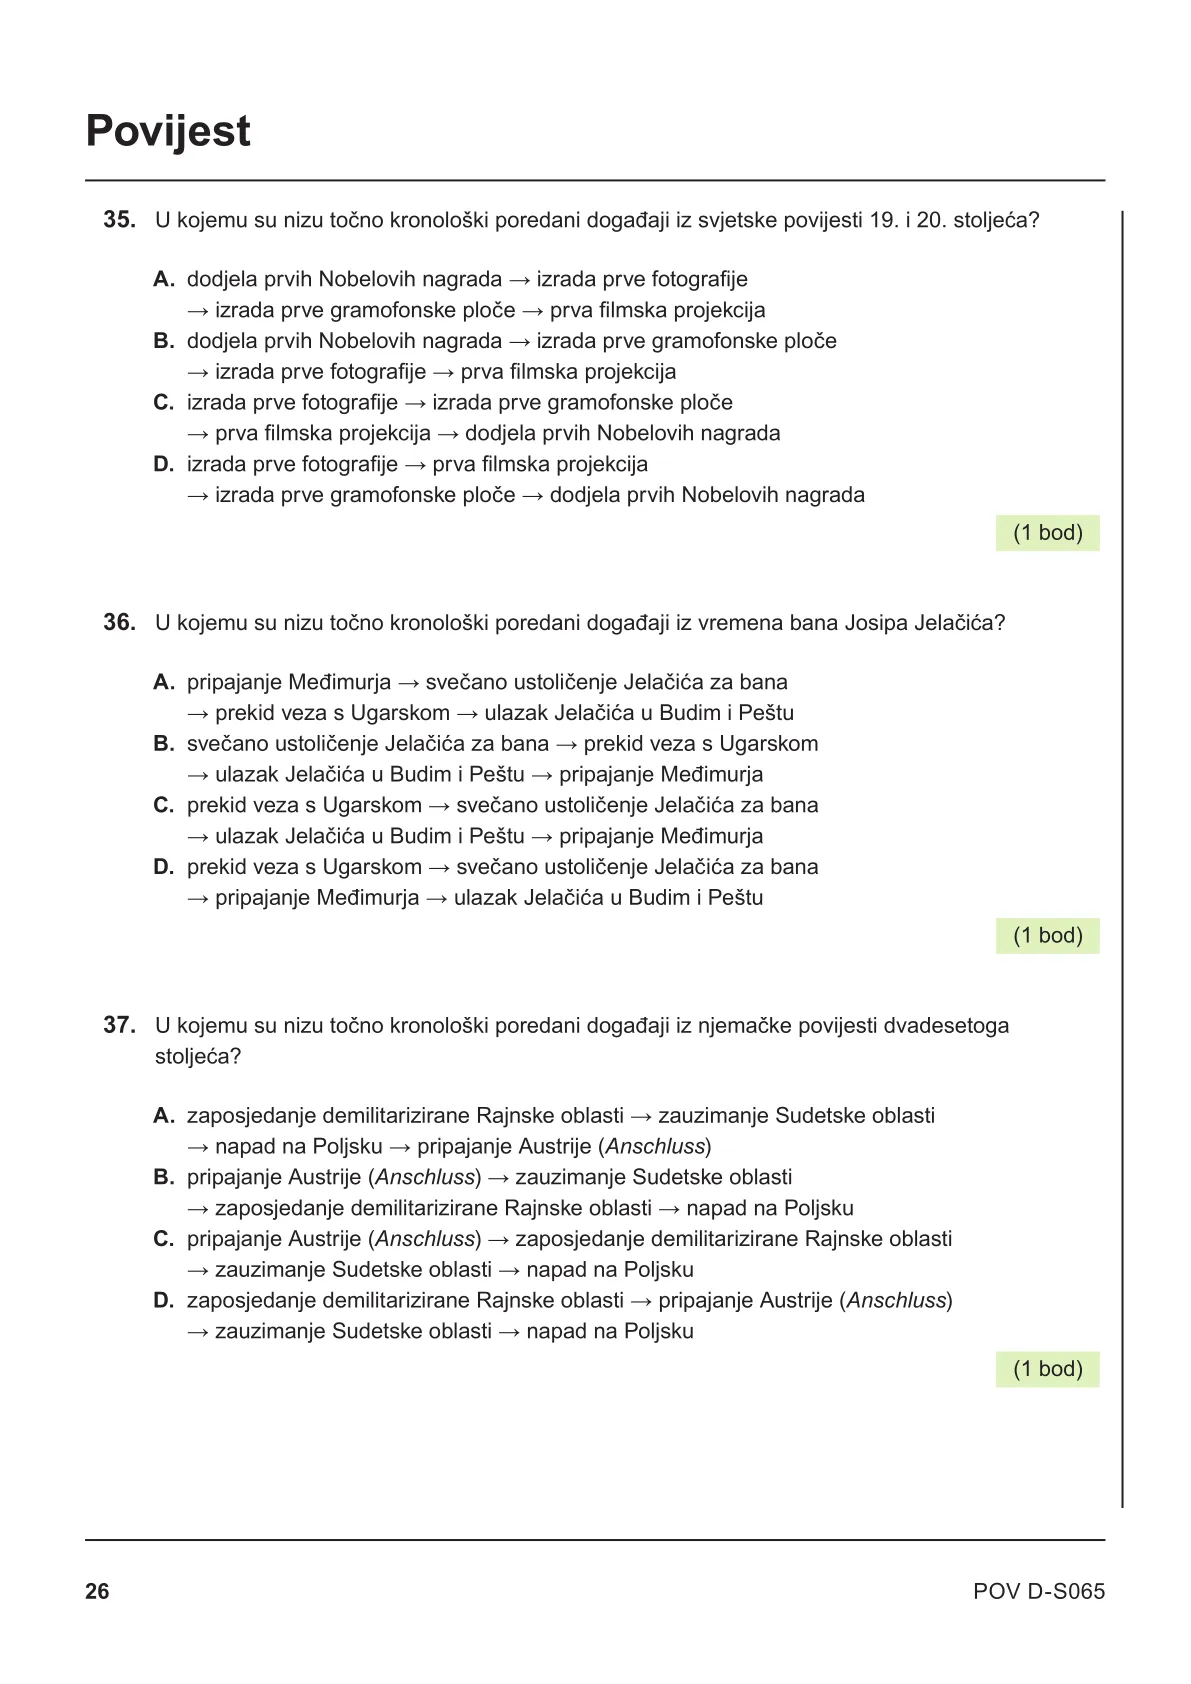 Povijest
35. U kojemu su nizu točno kronološki poredani događaji iz svjetske povijesti 19. i 20. stoljeća?
A. dodjela prvih Nobelovih nagrada → izrada prve fotografije
→ izrada prve gramofonske ploče → prva filmska projekcija
B. dodjela prvih Nobelovih nagrada → izrada prve gramofonske ploče
→ izrada prve fotografije → prva filmska projekcija
C. izrada prve fotografije → izrada prve gramofonske ploče
→ prva filmska projekcija → dodjela prvih Nobelovih nagrada
D. izrada prve fotografije → prva filmska projekcija
→ izrada prve gramofonske ploče → dodjela prvih Nobelovih nagrada
(1 bod)
36. U kojemu su nizu točno kronološki poredani događaji iz vremena bana Josipa Jelačića?
A. pripajanje Međimurja → svečano ustoličenje Jelačića za bana
→ prekid veza s Ugarskom → ulazak Jelačića u Budim i Peštu
B. svečano ustoličenje Jelačića za bana → prekid veza s Ugarskom
→ ulazak Jelačića u Budim i Peštu → pripajanje Međimurja
C. prekid veza s Ugarskom → svečano ustoličenje Jelačića za bana
→ ulazak Jelačića u Budim i Peštu → pripajanje Međimurja
D. prekid veza s Ugarskom → svečano ustoličenje Jelačića za bana
→ pripajanje Međimurja → ulazak Jelačića u Budim i Peštu
(1 bod)
37. U kojemu su nizu točno kronološki poredani događaji iz njemačke povijesti dvadesetoga
stoljeća?
A. zaposjedanje demilitarizirane Rajnske oblasti → zauzimanje Sudetske oblasti
→ napad na Poljsku → pripajanje Austrije (Anschluss)
B. pripajanje Austrije (Anschluss) → zauzimanje Sudetske oblasti
→ zaposjedanje demilitarizirane Rajnske oblasti → napad na Poljsku
C. pripajanje Austrije (Anschluss) → zaposjedanje demilitarizirane Rajnske oblasti
→ zauzimanje Sudetske oblasti → napad na Poljsku
D. zaposjedanje demilitarizirane Rajnske oblasti → pripajanje Austrije (Anschluss)
→ zauzimanje Sudetske oblasti → napad na Poljsku
(1 bod)
26
POV D-S065